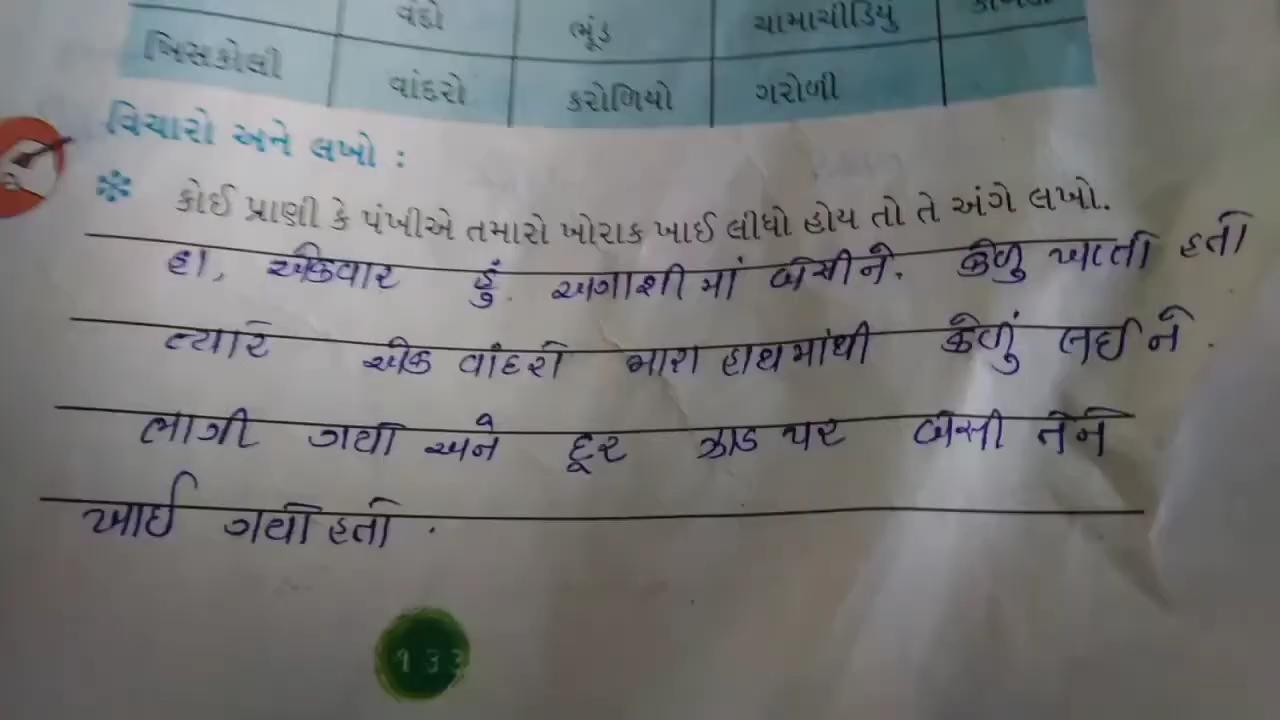 વંદો ભૂંડ ચામાચીડિયું
ખિસકોલી વાંદરો કરોળિયો ગરોળી
વિચારો અને લખો :
કોઈ પ્રાણી કે પંખીએ તમારો ખોરાક ખાઈ લીધો હોય તો તે અંગે લખો.
હા, એકવાર હું અગાશીમાં બેસીને. કેળુ ખાતી હતી
ત્યારે એક વાંદરો મારા હાથમાંથી કેળું લઈને .
ભાગી ગયો અને દૂર ઝાડ પર બેસી તેને
ખાઈ ગયો હતો .
133